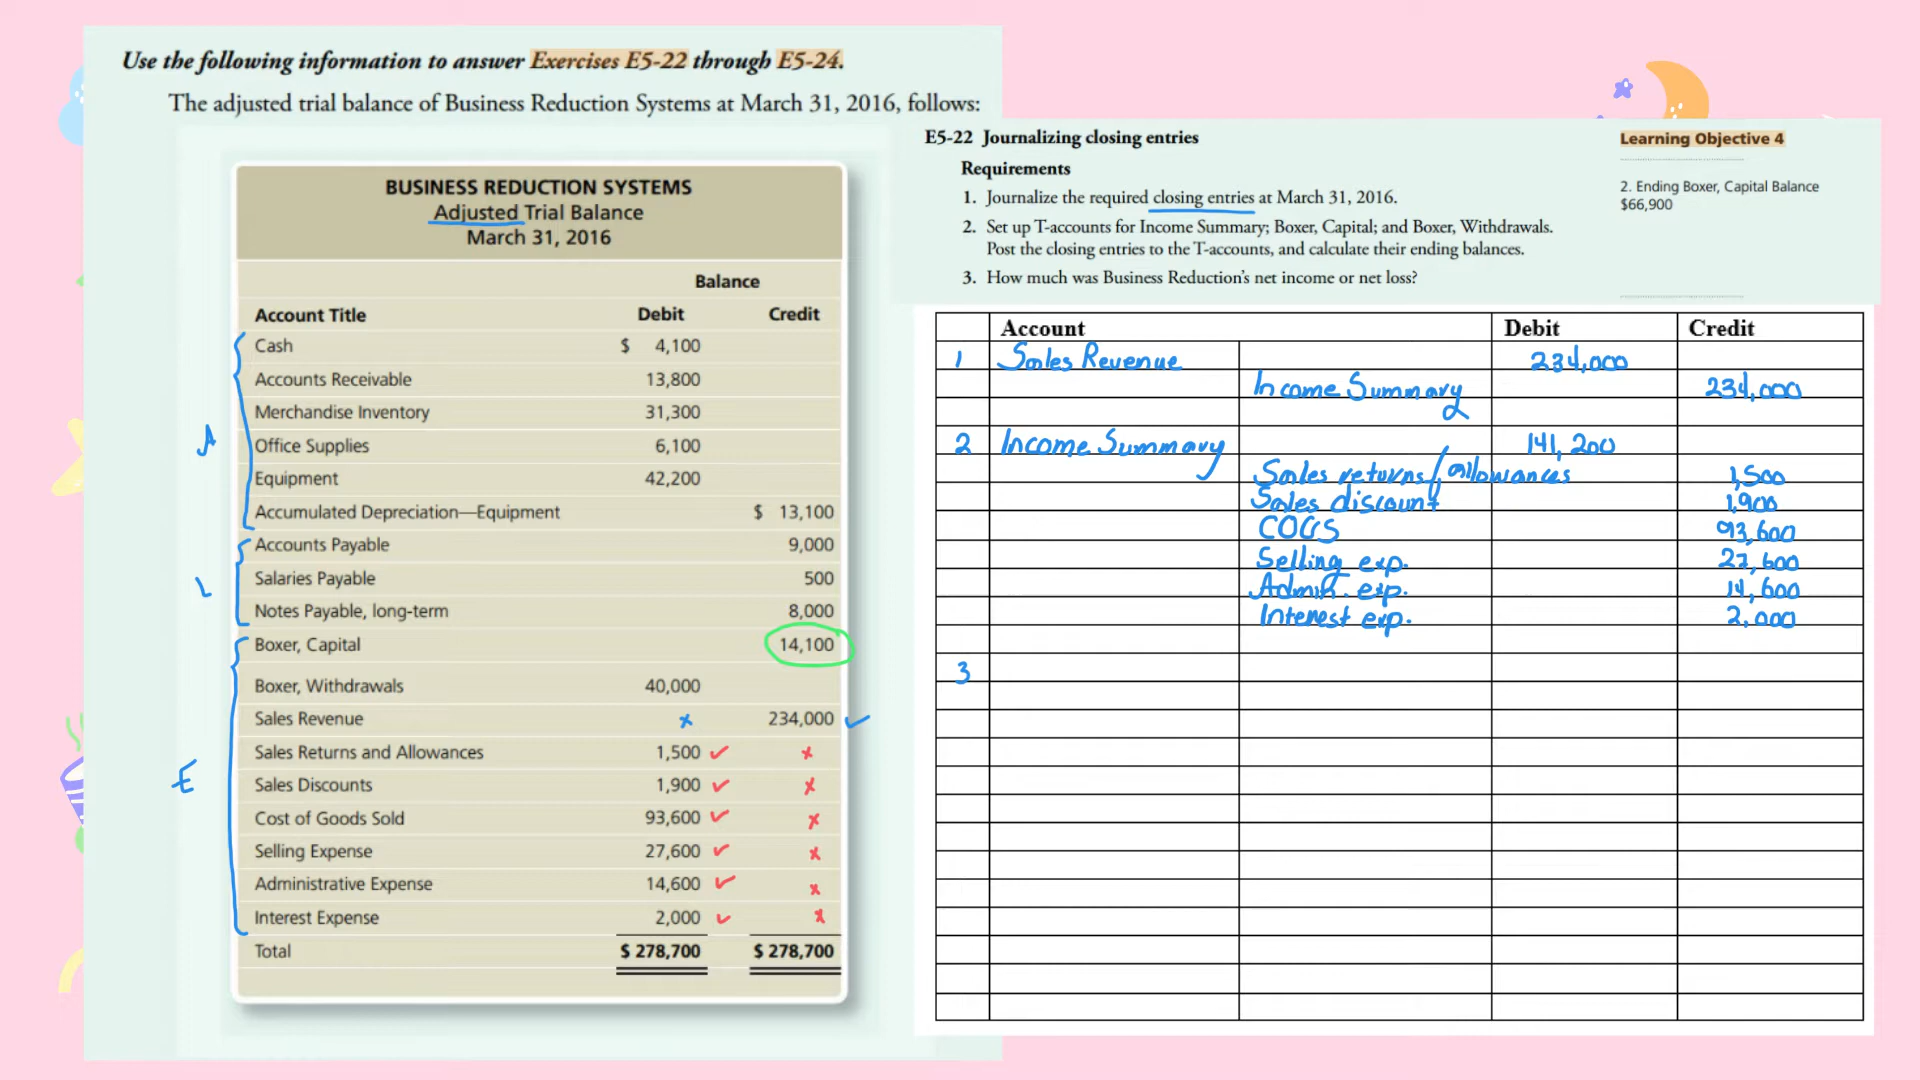 Use the following information to answer Exercises E5-22 through E5-24.
The adjusted trial balance of Business Reduction Systems at March 31, 2016, follows:
BUSINESS REDUCTION SYSTEMS
Adjusted Trial Balance
March 31, 2016
Balance
Account Title Debit Credit
Cash $ 4,100
Accounts Receivable 13,800
Merchandise Inventory 31,300
A
Office Supplies 6,100
Equipment 42,200
Accumulated Depreciation—Equipment $ 13,100
Accounts Payable 9,000
L
Salaries Payable 500
Notes Payable, long-term 8,000
Boxer, Capital 14,100
Boxer, Withdrawals 40,000
Sales Revenue x 234,000 ✓
Sales Returns and Allowances 1,500 ✓ x
E
Sales Discounts 1,900 ✓ x
Cost of Goods Sold 93,600 ✓ x
Selling Expense 27,600 ✓ x
Administrative Expense 14,600 ✓ x
Interest Expense 2,000 ✓ x
Total $ 278,700 $ 278,700
E5-22 Journalizing closing entries
Requirements
1. Journalize the required closing entries at March 31, 2016.
2. Set up T-accounts for Income Summary; Boxer, Capital; and Boxer, Withdrawals.
Post the closing entries to the T-accounts, and calculate their ending balances.
3. How much was Business Reduction's net income or net loss?
Learning Objective 4
2. Ending Boxer, Capital Balance
$66,900
Account Debit Credit
1 Sales Revenue 234,000
Income Summary 234,000
2 Income Summary 141,200
Sales returns/allowances 1,500
Sales discount 1,900
COGS 93,600
Selling exp. 27,600
Admin. exp. 14,600
Interest exp. 2,000
3